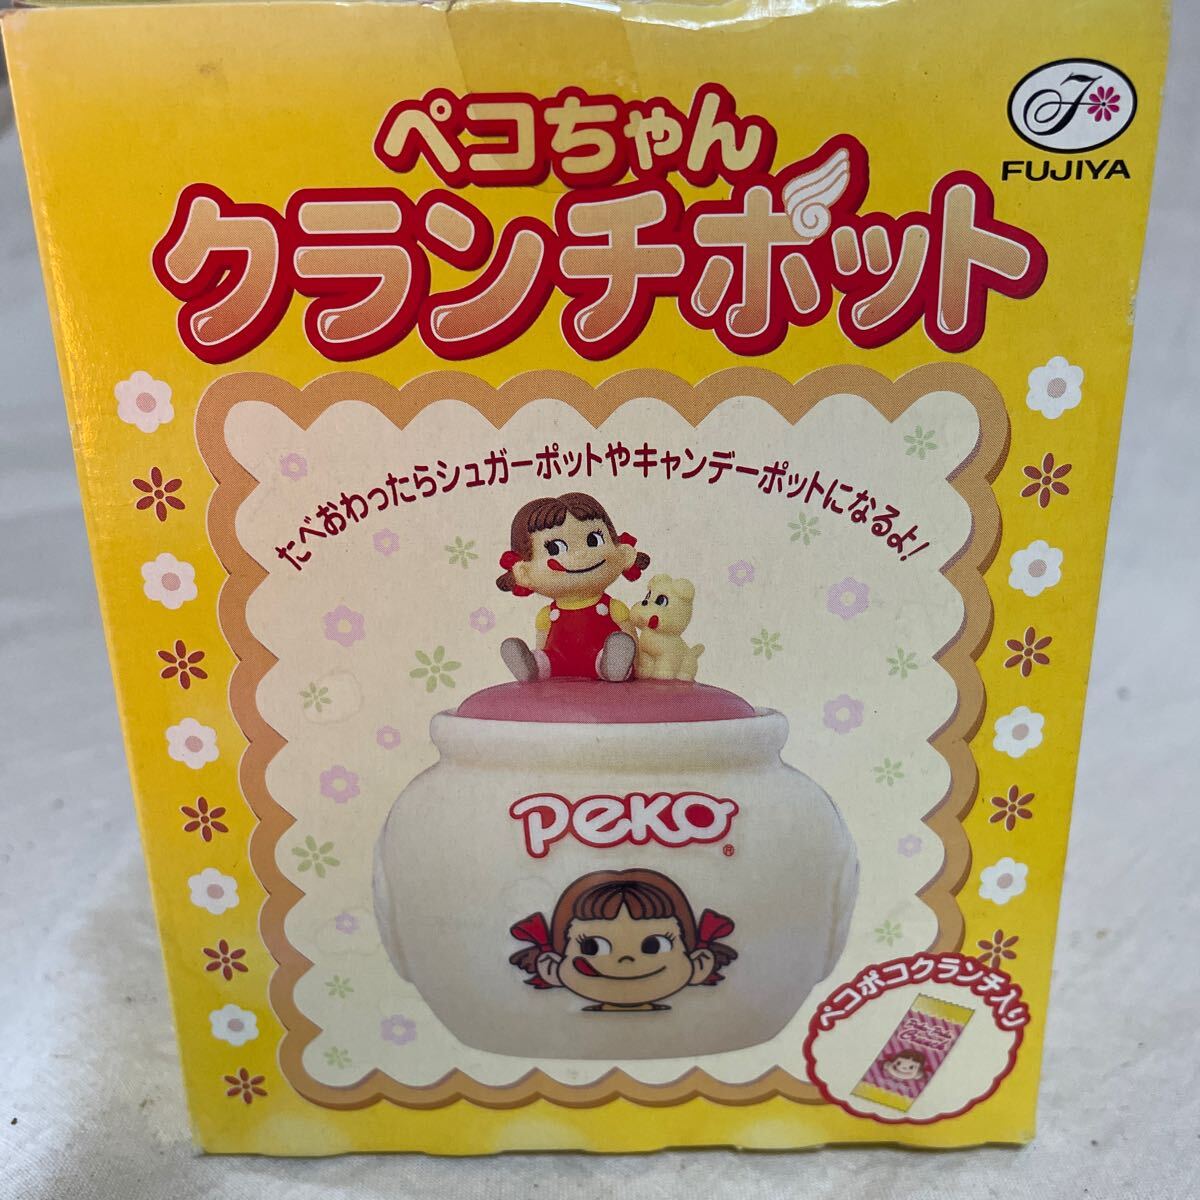 FUJIYA
ペコちゃん
クランチポット
たべおわったらシュガーポットやキャンデーポットになるよ!
peko®
ペコポコクランチ入り
Crunch